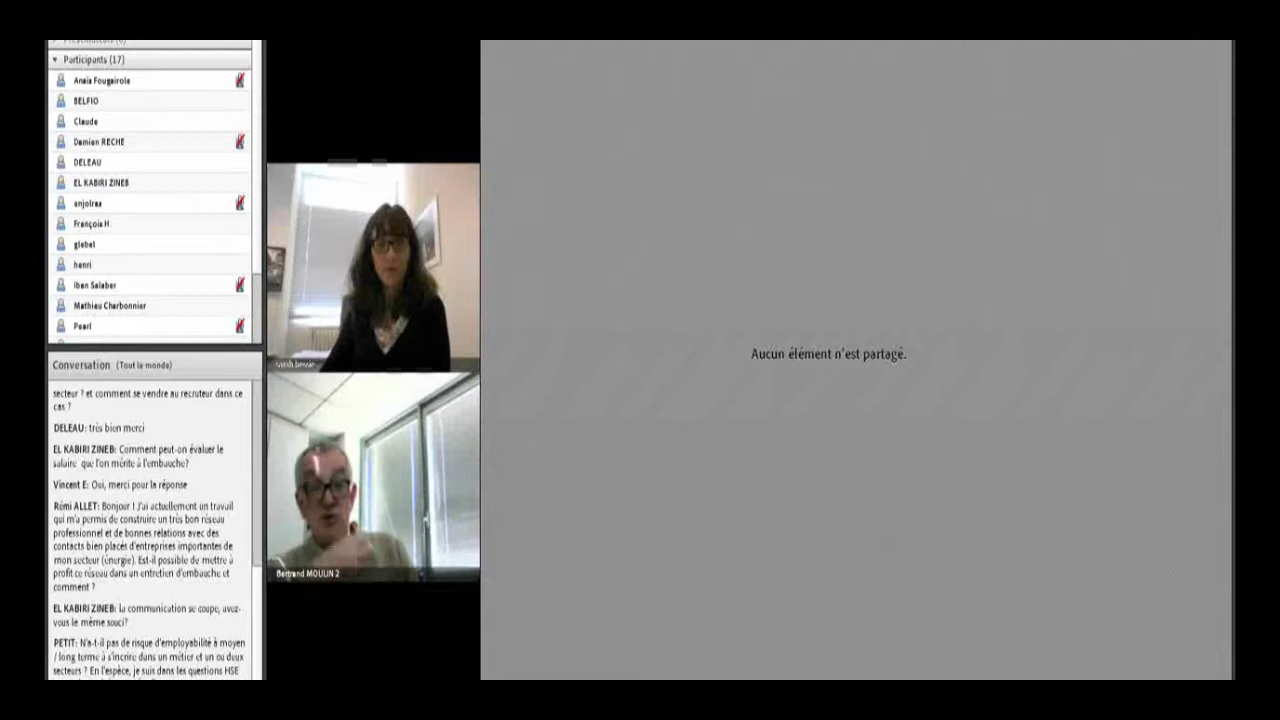 Participants (17)
Anaïs Fougairole
BELFIO
Claude
Damien RECHE
DELEAU
EL KABIRI ZINEB
enjolras
François H
glebel
henri
Iban Salaber
Mathieu Charbonnier
Pearl
Conversation (Tout le monde)
secteur ? et comment se vendre au recruteur dans ce
cas ?
DELEAU: très bien merci
EL KABIRI ZINEB: Comment peut-on évaluer le
salaire que l'on mérite à l'embauche?
Vincent E: Oui, merci pour la réponse
Rémi ALLET: Bonjour ! J'ai actuellement un travail
qui m'a permis de construire un très bon réseau
professionnel et de bonnes relations avec des
contacts bien placés d'entreprises importantes de
mon secteur (énergie). Est-il possible de mettre à
profit ce réseau dans un entretien d'embauche et
comment ?
EL KABIRI ZINEB: la communication se coupe, avez-
vous le même souci?
PETIT: N'a-t-il pas de risque d'employabilité à moyen
/ long terme à s'incrire dans un métier et un ou deux
secteurs ? En l'espèce, je suis dans les questions HSE
Bertrand MOULIN 2
Aucun élément n'est partagé.